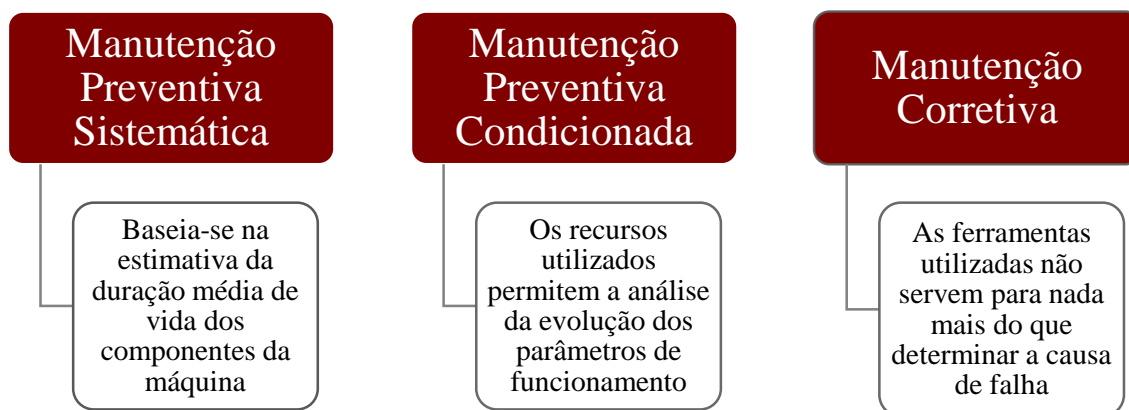 Manutenção
Preventiva
Sistemática
Baseia-se na
estimativa da
duração média de
vida dos
componentes da
máquina
Manutenção
Preventiva
Condicionada
Os recursos
utilizados
permitem a análise
da evolução dos
parâmetros de
funcionamento
Manutenção
Corretiva
As ferramentas
utilizadas não
servem para nada
mais do que
determinar a causa
de falha